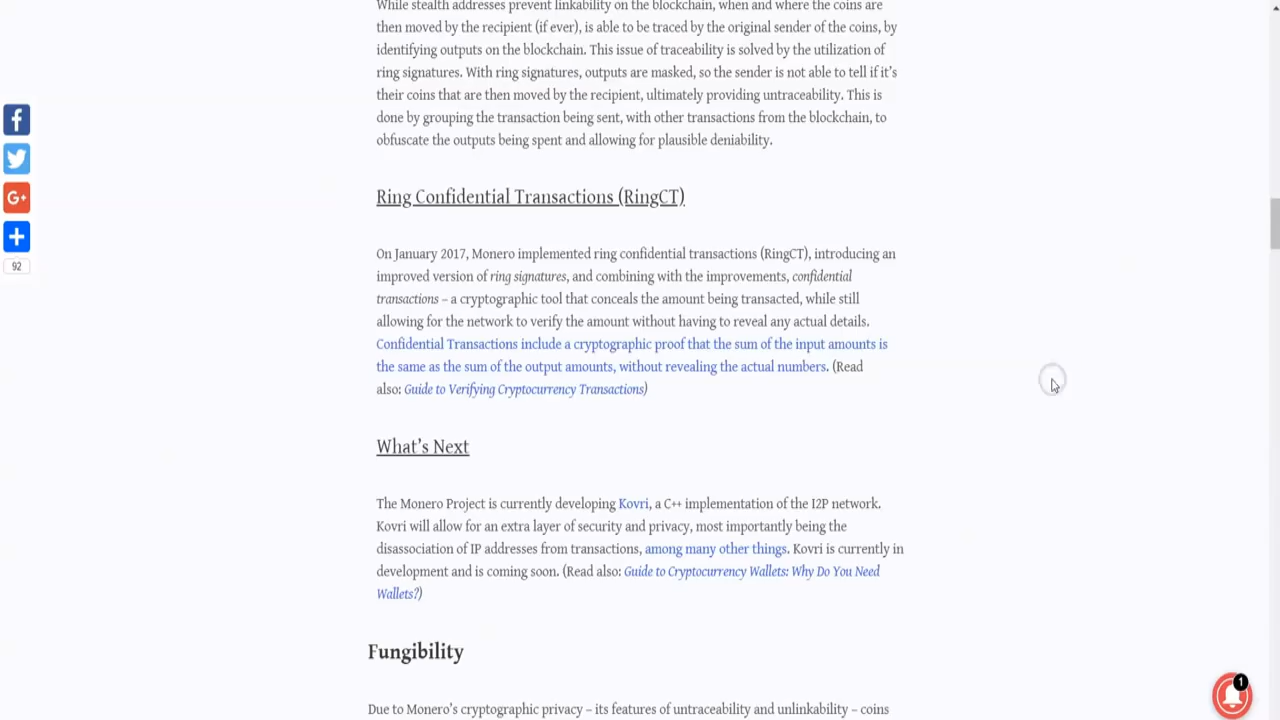 While stealth addresses prevent linkability on the blockchain, when and where the coins are
then moved by the recipient (if ever), is able to be traced by the original sender of the coins, by
identifying outputs on the blockchain. This issue of traceability is solved by the utilization of
ring signatures. With ring signatures, outputs are masked, so the sender is not able to tell if it's
their coins that are then moved by the recipient, ultimately providing untraceability. This is
done by grouping the transaction being sent, with other transactions from the blockchain, to
obfuscate the outputs being spent and allowing for plausible deniability.
Ring Confidential Transactions (RingCT)
On January 2017, Monero implemented ring confidential transactions (RingCT), introducing an
improved version of ring signatures, and combining with the improvements, confidential
transactions – a cryptographic tool that conceals the amount being transacted, while still
allowing for the network to verify the amount without having to reveal any actual details.
Confidential Transactions include a cryptographic proof that the sum of the input amounts is
the same as the sum of the output amounts, without revealing the actual numbers. (Read
also: Guide to Verifying Cryptocurrency Transactions)
What's Next
The Monero Project is currently developing Kovri, a C++ implementation of the I2P network.
Kovri will allow for an extra layer of security and privacy, most importantly being the
disassociation of IP addresses from transactions, among many other things. Kovri is currently in
development and is coming soon. (Read also: Guide to Cryptocurrency Wallets: Why Do You Need
Wallets?)
Fungibility
Due to Monero's cryptographic privacy – its features of untraceability and unlinkability – coins
G+
92
1